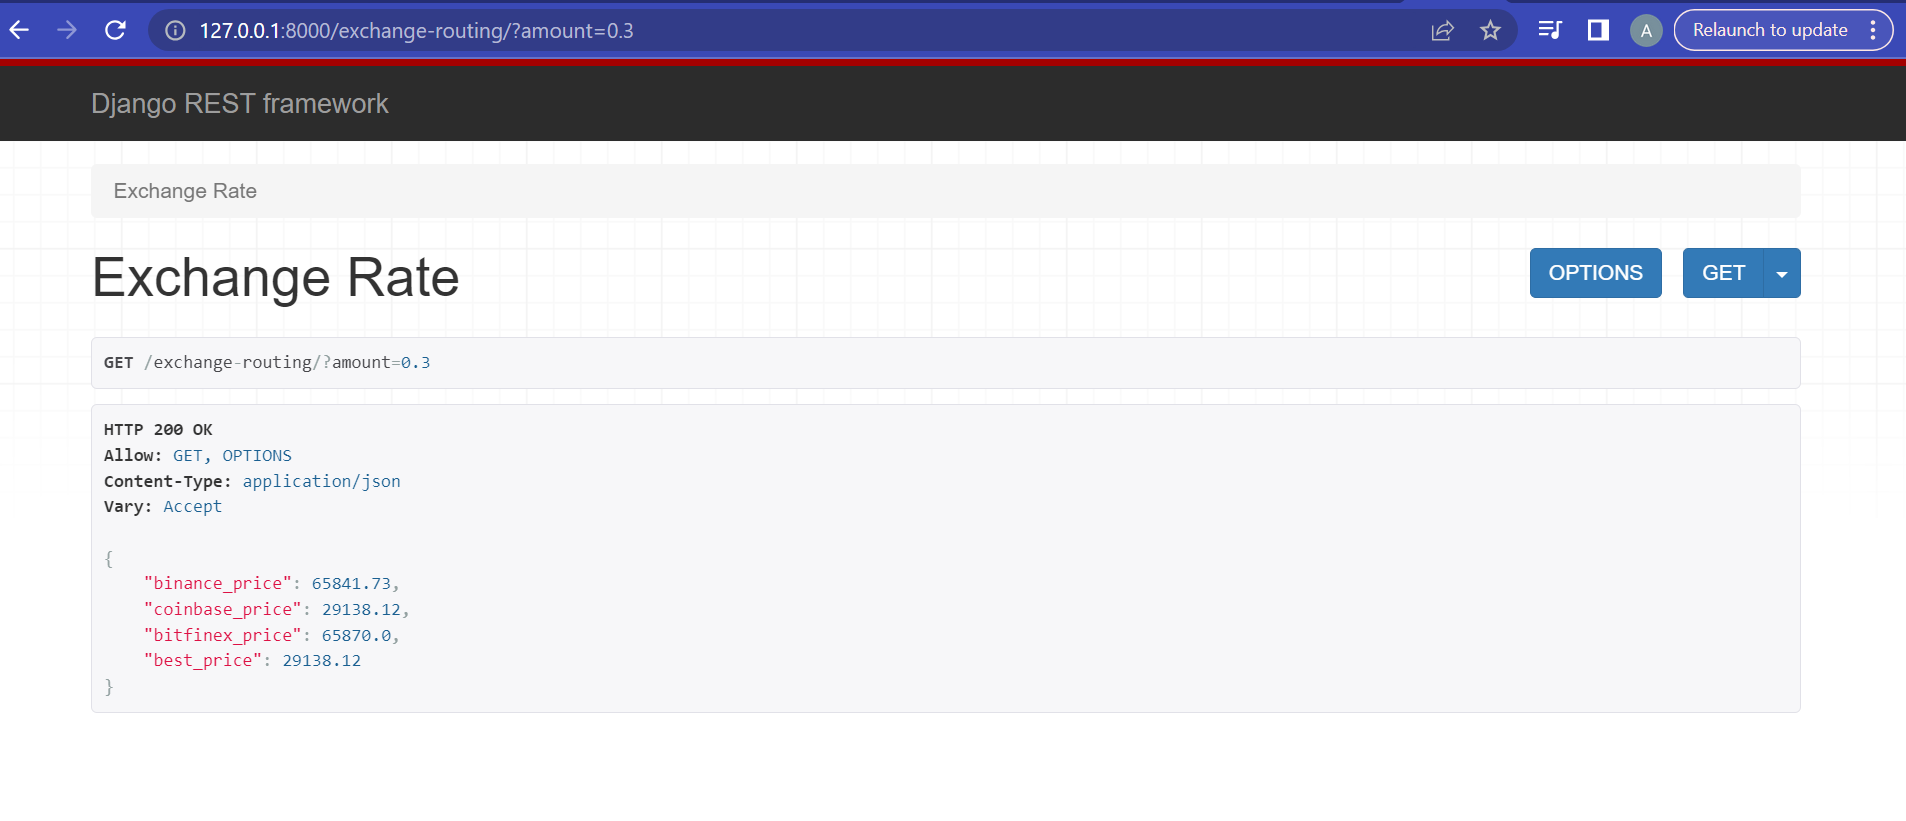 127.0.0.1:8000/exchange-routing/?amount=0.3
A
Relaunch to update
Django REST framework
Exchange Rate
Exchange Rate
OPTIONS
GET
GET /exchange-routing/?amount=0.3
HTTP 200 OK
Allow: GET, OPTIONS
Content-Type: application/json
Vary: Accept
{
"binance_price": 65841.73,
"coinbase_price": 29138.12,
"bitfinex_price": 65870.0,
"best_price": 29138.12
}